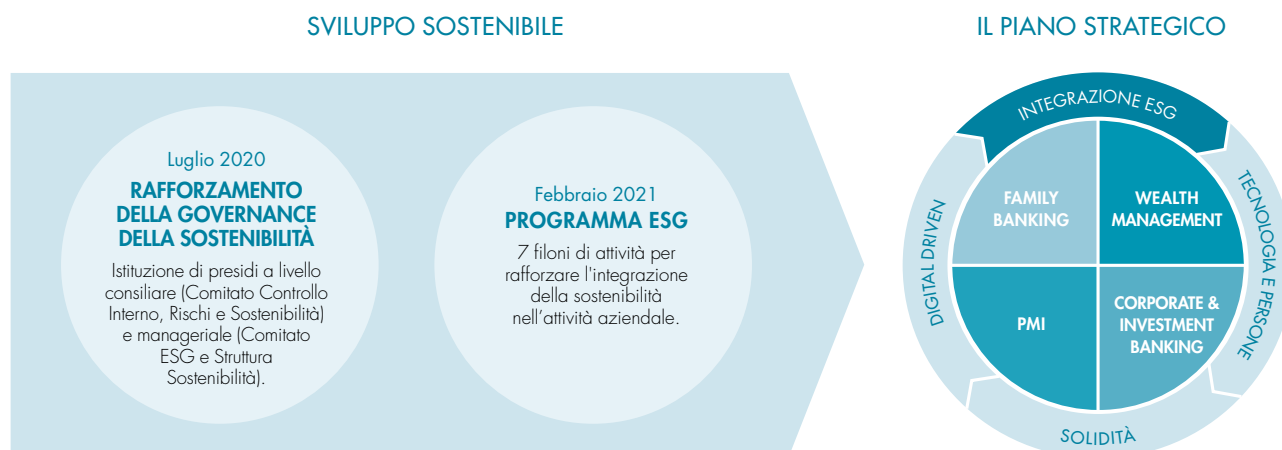 SVILUPPO SOSTENIBILE
Luglio 2020
RAFFORZAMENTO
DELLA GOVERNANCE
DELLA SOSTENIBILITÀ
Istituzione di presidi a livello
consiliare (Comitato Controllo
Interno, Rischi e Sostenibilità)
e manageriale (Comitato
ESG e Struttura
Sostenibilità).
Febbraio 2021
PROGRAMMA ESG
7 filoni di attività per
rafforzare l'integrazione
della sostenibilità
nell’attività aziendale.
IL PIANO STRATEGICO
INTEGRAZIONE ESG
TECNOLOGIA E PERSONE
SOLIDITÀ
DIGITAL DRIVEN
FAMILY
BANKING
WEALTH
MANAGEMENT
PMI
CORPORATE &
INVESTMENT
BANKING